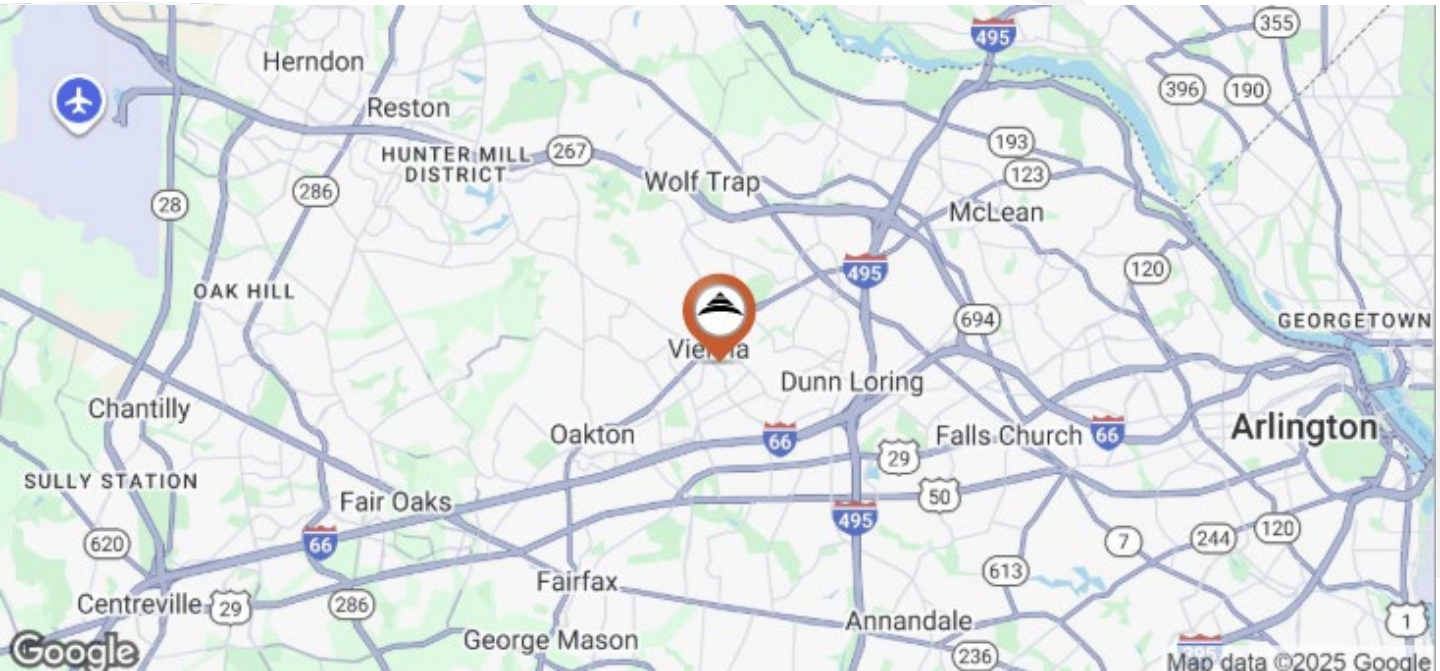 355
495
Herndon
396
190
Reston
193
HUNTER MILL
DISTRICT
267
123
Wolf Trap
286
28
McLean
120
495
OAK HILL
694
GEORGETOWN
Vienna
Dunn Loring
Chantilly
Oakton
66
Falls Church
66
Arlington
29
SULLY STATION
Fair Oaks
50
495
66
620
7
244
120
613
Fairfax
Centreville
29
286
Annandale
1
George Mason
236
395
Google
Map data ©2025 Google